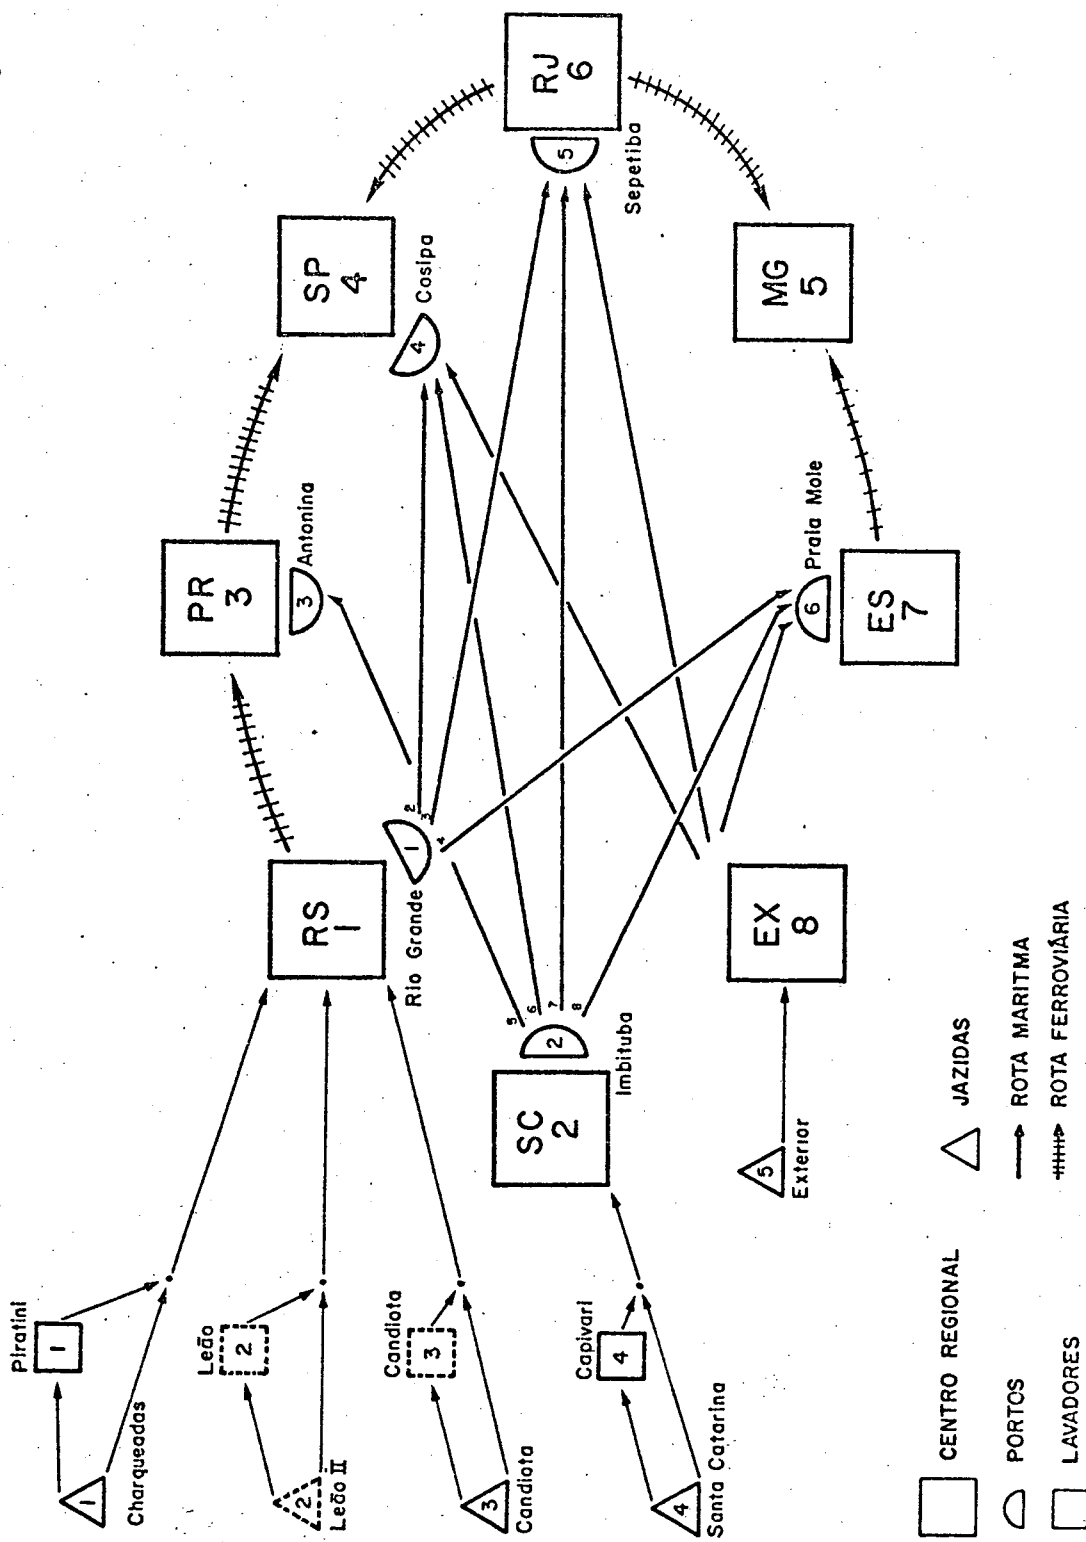 Piratini
1
1
Charqueadas
Leão
2
2
Leão II
Candiota
3
3
Candiota
Capivari
4
4
Santa Catarina
RS
1
1
Rio Grande
2
3
4
SC
2
2
Imbituba
5
6
7
8
5
Exterior
EX
8
PR
3
3
Antonina
SP
4
4
Cosipa
RJ
6
5
Sepetiba
MG
5
6
Praia Mole
ES
7
CENTRO REGIONAL
PORTOS
LAVADORES
JAZIDAS
ROTA MARITMA
ROTA FERROVIÁRIA